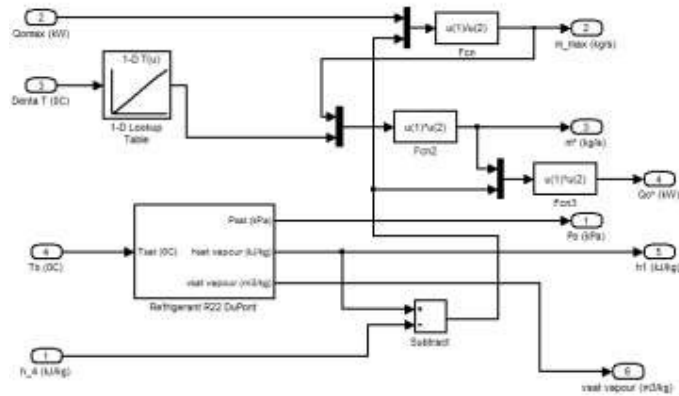 2
Qomax (kW)
u(1)/u(2)
Fcn
2
m_max (kg/s)
3
Denta T (0C)
1-D T(u)
1-D Lookup
Table
u(1)*u(2)
Fcn2
3
m* (kg/s)
u(1)*u(2)
Fcn3
4
Qo* (kW)
4
To (0C)
Tsat (0C)
Psat (kPa)
hsat vapour (kJ/kg)
vsat vapour (m3/kg)
Refrigerant R22 DuPont
1
Po (kPa)
5
h1 (kJ/kg)
+
-
Subtract
1
h_4 (kJ/kg)
6
vsat vapour (m3/kg)